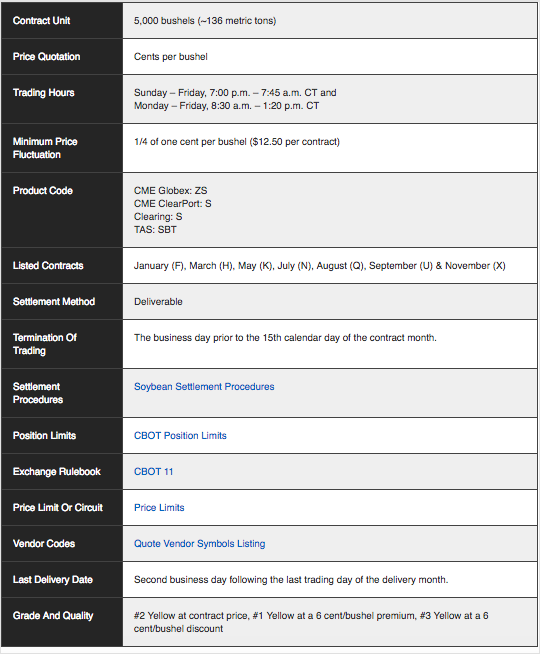 Contract Unit
5,000 bushels (~136 metric tons)
Price Quotation
Cents per bushel
Trading Hours
Sunday – Friday, 7:00 p.m. – 7:45 a.m. CT and
Monday – Friday, 8:30 a.m. – 1:20 p.m. CT
Minimum Price
Fluctuation
1/4 of one cent per bushel ($12.50 per contract)
Product Code
CME Globex: ZS
CME ClearPort: S
Clearing: S
TAS: SBT
Listed Contracts
January (F), March (H), May (K), July (N), August (Q), September (U) & November (X)
Settlement Method
Deliverable
Termination Of
Trading
The business day prior to the 15th calendar day of the contract month.
Settlement
Procedures
Soybean Settlement Procedures
Position Limits
CBOT Position Limits
Exchange Rulebook
CBOT 11
Price Limit Or Circuit
Price Limits
Vendor Codes
Quote Vendor Symbols Listing
Last Delivery Date
Second business day following the last trading day of the delivery month.
Grade And Quality
#2 Yellow at contract price, #1 Yellow at a 6 cent/bushel premium, #3 Yellow at a 6
cent/bushel discount